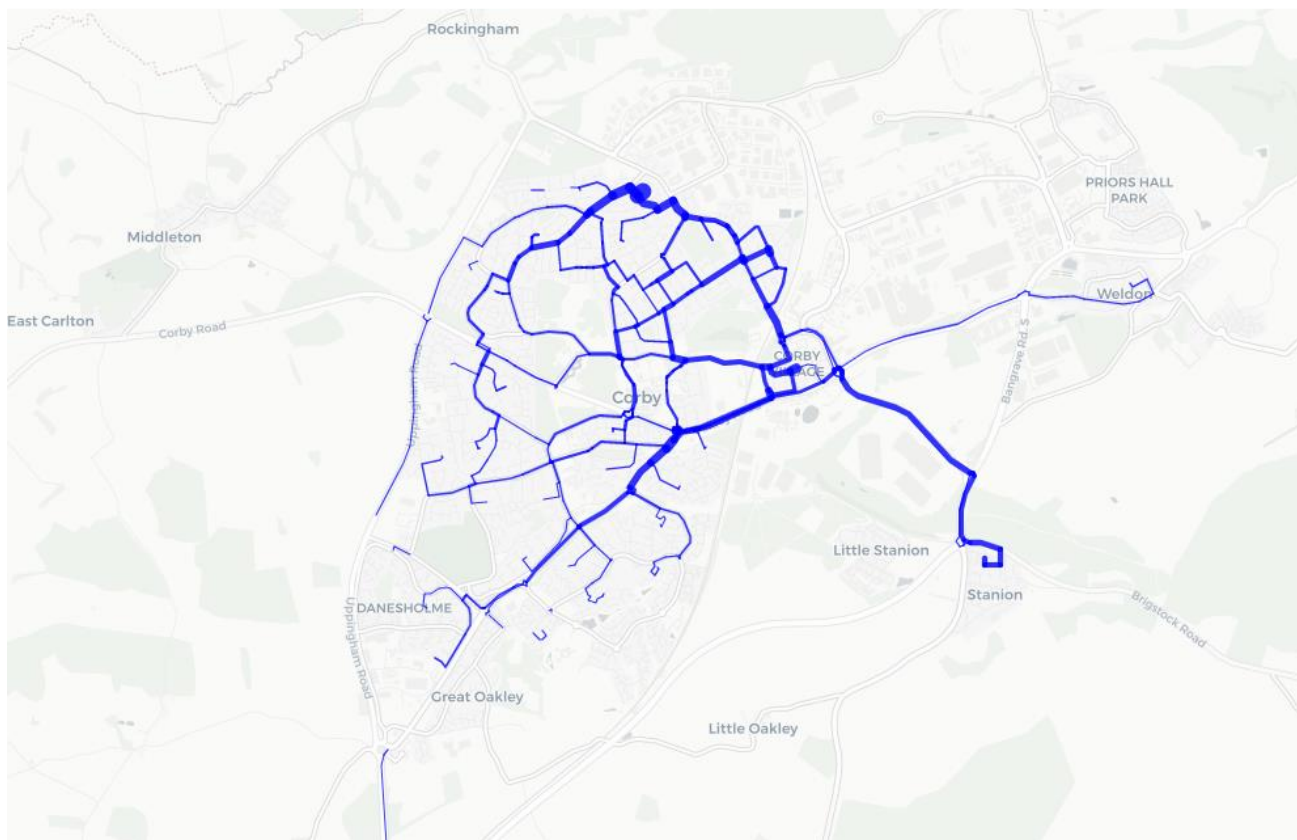 Rockingham
PRIORS HALL
PARK
Middleton
Weldon
East Carlton
Corby Road
Bangrave Rd. S
CORBY
VILLAGE
Uppingham Road
Corby
Little Stanion
Stanion
DANESHOLME
Uppingham Road
Brigstock Road
Great Oakley
Little Oakley